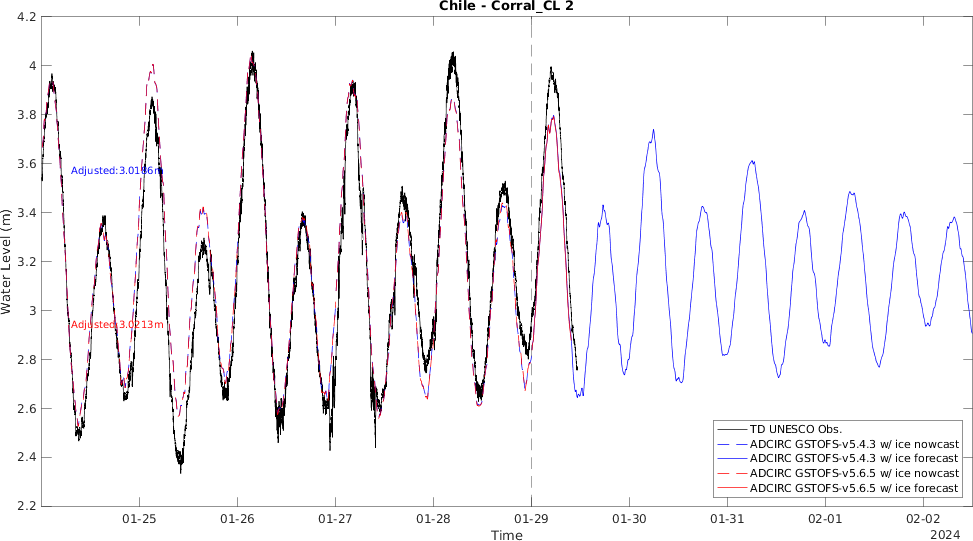 Chile - Corral_CL 2
4.2
4
3.8
3.6
3.4
3.2
3
2.8
2.6
2.4
2.2
Water Level (m)
Adjusted:3.0186m
Adjusted:3.0213m
TD UNESCO Obs.
ADCIRC GSTOFS-v5.4.3 w/ ice nowcast
ADCIRC GSTOFS-v5.4.3 w/ ice forecast
ADCIRC GSTOFS-v5.6.5 w/ ice nowcast
ADCIRC GSTOFS-v5.6.5 w/ ice forecast
01-25 01-26 01-27 01-28 01-29 01-30 01-31 02-01 02-02
Time
2024